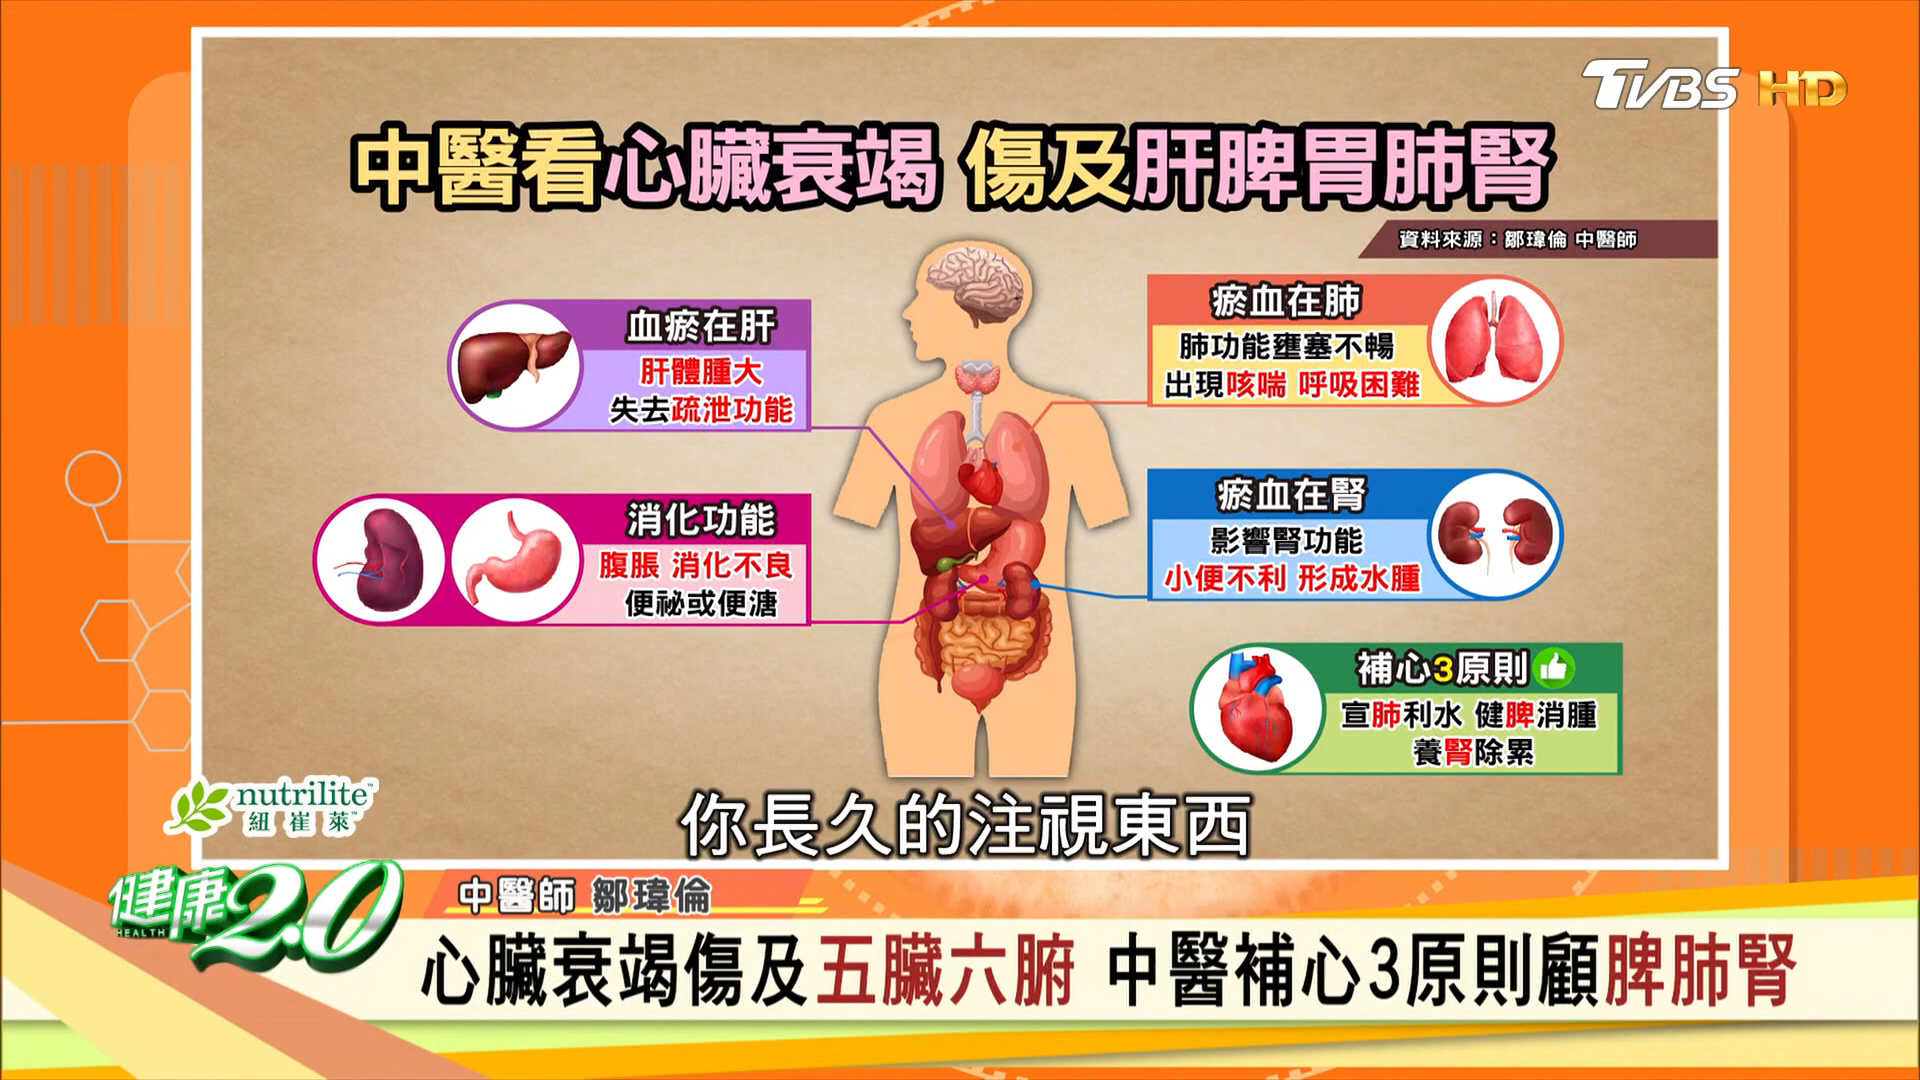 TVBS HD
中醫看心臟衰竭 傷及肝脾胃肺腎
資料來源：鄒瑋倫 中醫師
血瘀在肝
肝體腫大
失去疏泄功能
瘀血在肺
肺功能壅塞不暢
出現咳喘 呼吸困難
消化功能
腹脹 消化不良
便祕或便溏
瘀血在腎
影響腎功能
小便不利 形成水腫
補心3原則
宣肺利水 健脾消腫
養腎除累
nutrilite™
紐崔萊™
你長久的注視東西
健康2.0
HEALTH
中醫師 鄒瑋倫
心臟衰竭傷及五臟六腑 中醫補心3原則顧脾肺腎